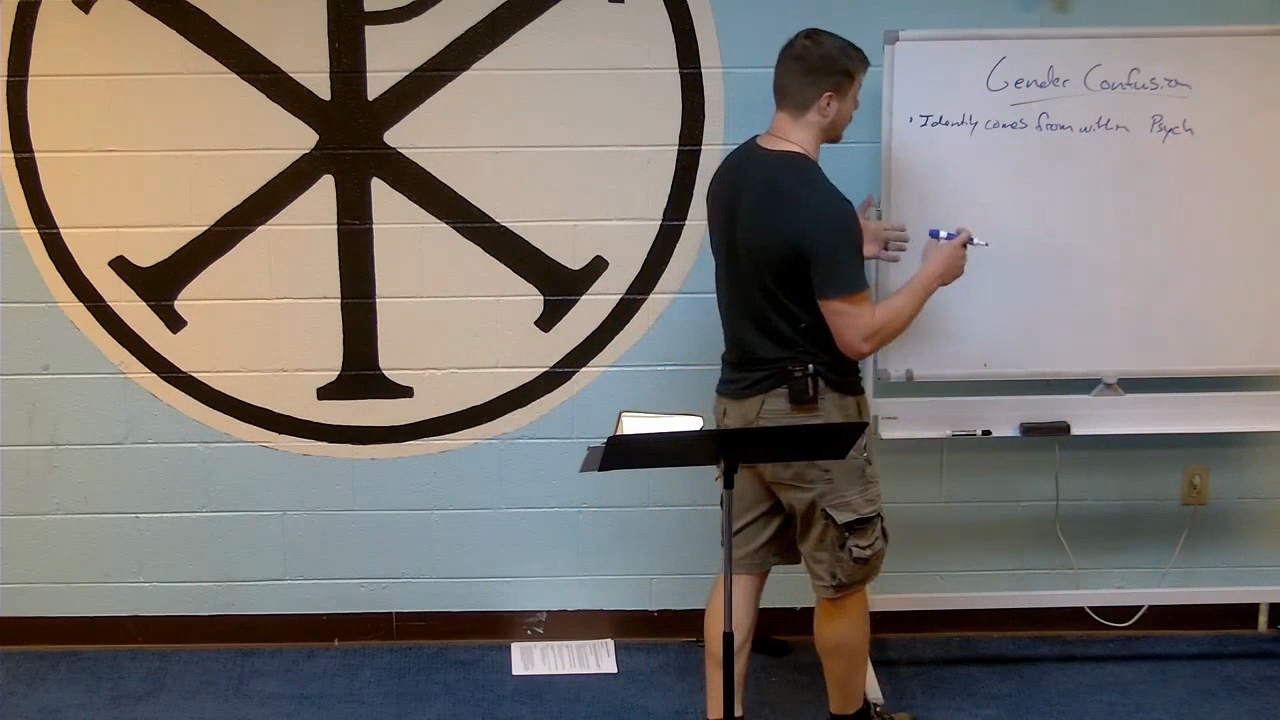 Gender Confusion
• Identity comes from within Psych